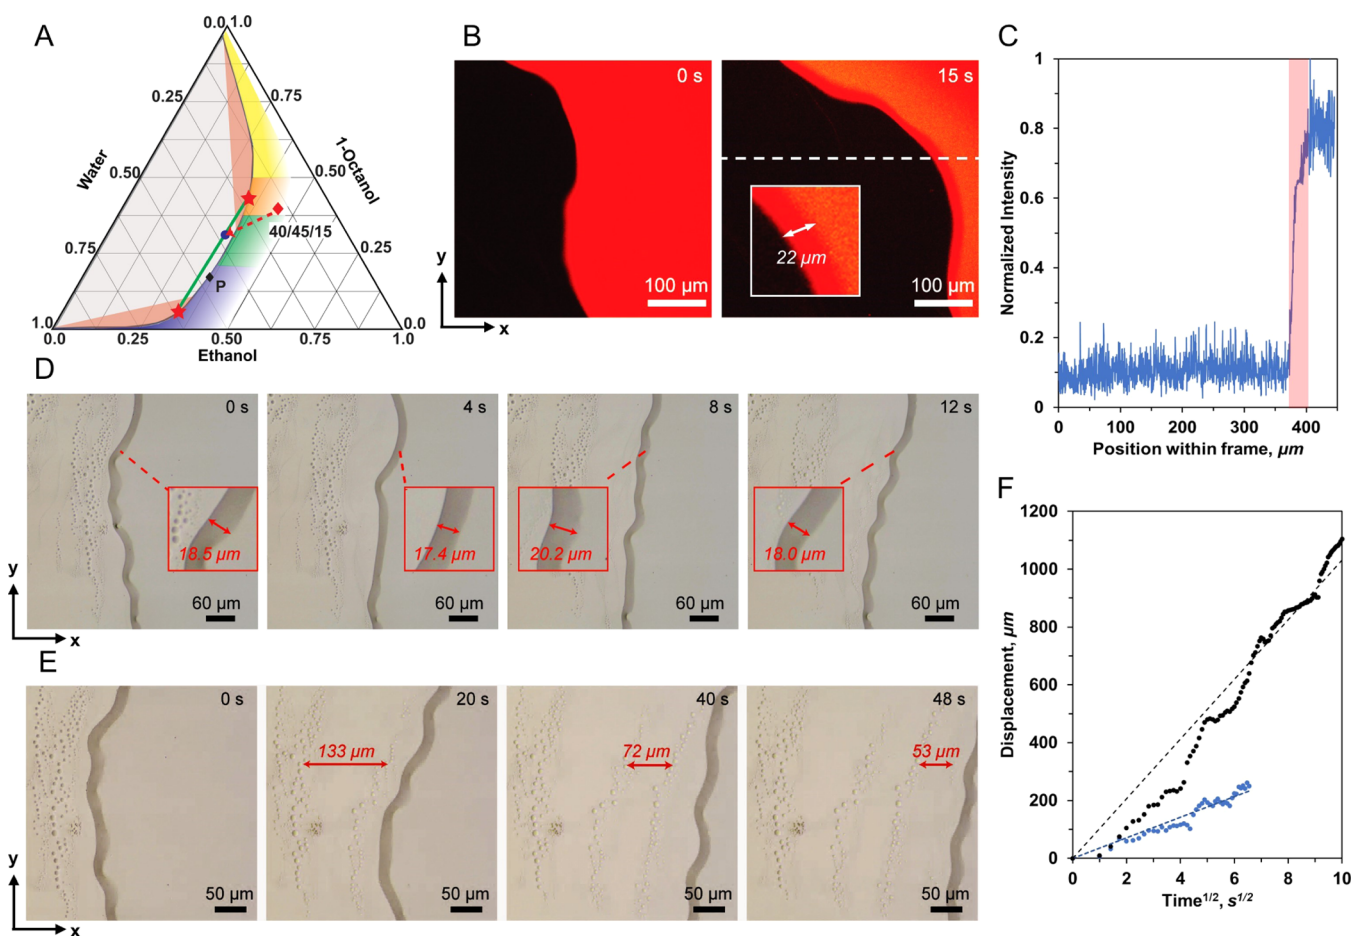 A
0.0 1.0
0.25
0.75
Water
1-Octanol
0.50
0.50
40/45/15
0.75
0.25
P
1.0
0.0
0.0
0.25
0.50
0.75
1.0
Ethanol
B
0 s
100 µm
15 s
22 µm
100 µm
y
x
C
Normalized Intensity
1
0.8
0.6
0.4
0.2
0
0
100
200
300
400
Position within frame, µm
D
0 s
18.5 µm
60 µm
4 s
17.4 µm
60 µm
8 s
20.2 µm
60 µm
12 s
18.0 µm
60 µm
y
x
E
0 s
50 µm
20 s
133 µm
50 µm
40 s
72 µm
50 µm
48 s
53 µm
50 µm
y
x
F
Displacement, µm
1200
1000
800
600
400
200
0
0
2
4
6
8
10
Time1/2, s1/2